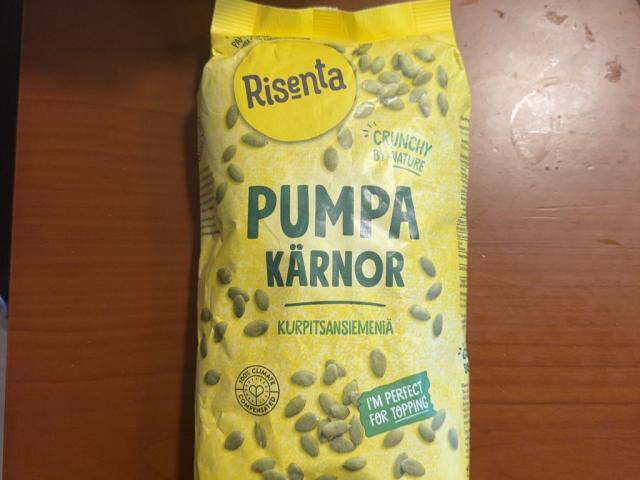 Risenta
CRUNCHY
BY NATURE
PUMPA
KÄRNOR
KURPITSANSIEMENIÄ
100% CLIMATE
COMPENSATED
I'M PERFECT
FOR TOPPING